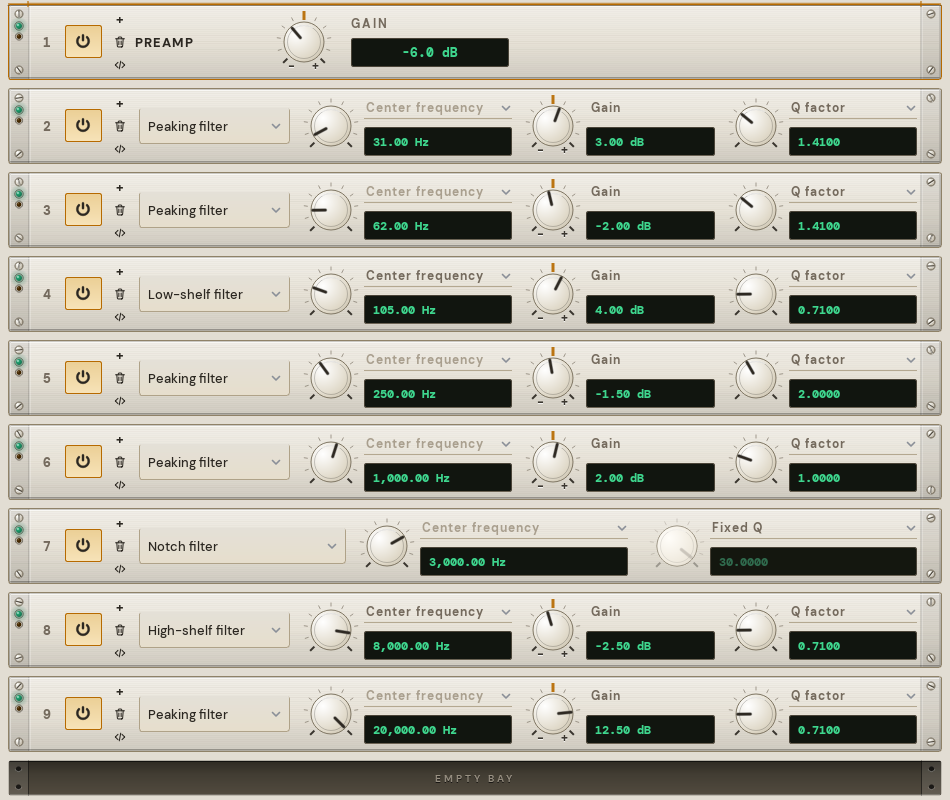 GAIN
1 PREAMP -6.0 dB
- +
Center frequency Gain Q factor
2 Peaking filter 31.00 Hz 3.00 dB 1.4100
- +
Center frequency Gain Q factor
3 Peaking filter 62.00 Hz -2.00 dB 1.4100
- +
Center frequency Gain Q factor
4 Low-shelf filter 105.00 Hz 4.00 dB 0.7100
- +
Center frequency Gain Q factor
5 Peaking filter 250.00 Hz -1.50 dB 2.0000
- +
Center frequency Gain Q factor
6 Peaking filter 1,000.00 Hz 2.00 dB 1.0000
- +
Center frequency Fixed Q
7 Notch filter 3,000.00 Hz 30.0000
Center frequency Gain Q factor
8 High-shelf filter 8,000.00 Hz -2.50 dB 0.7100
- +
Center frequency Gain Q factor
9 Peaking filter 20,000.00 Hz 12.50 dB 0.7100
- +
EMPTY BAY